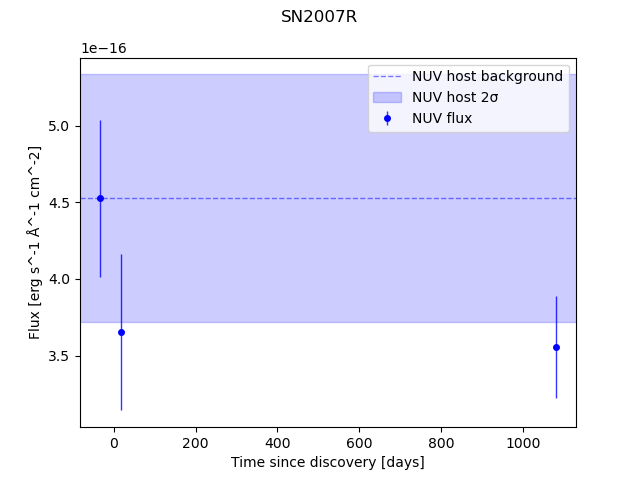 SN2007R
1e−16
NUV host background
NUV host 2σ
NUV flux
5.0
4.5
4.0
3.5
Flux [erg s^-1 Å^-1 cm^-2]
0
200
400
600
800
1000
Time since discovery [days]